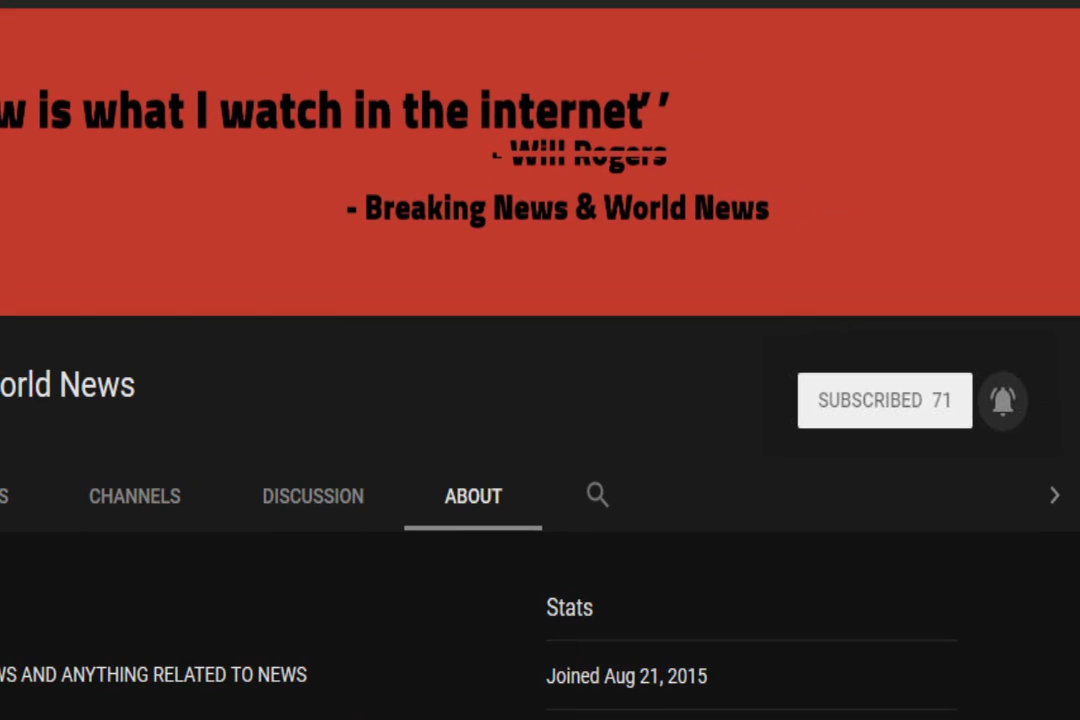 w is what I watch in the internet’’
- Will Rogers
- Breaking News & World News
orld News
SUBSCRIBED 71
S CHANNELS DISCUSSION ABOUT
Stats
WS AND ANYTHING RELATED TO NEWS
Joined Aug 21, 2015